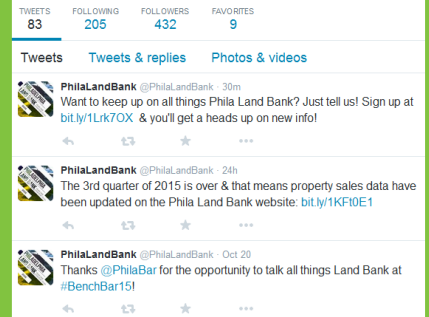 TWEETS FOLLOWING FOLLOWERS FAVORITES
83 205 432 9
Tweets Tweets & replies Photos & videos
PhilaLandBank @PhilaLandBank · 30m
Want to keep up on all things Phila Land Bank? Just tell us! Sign up at
bit.ly/1Lrk7OX & you'll get a heads up on new info!
PhilaLandBank @PhilaLandBank · 24h
The 3rd quarter of 2015 is over & that means property sales data have
been updated on the Phila Land Bank website: bit.ly/1KFt0E1
PhilaLandBank @PhilaLandBank · Oct 20
Thanks @PhilaBar for the opportunity to talk all things Land Bank at
#BenchBar15!